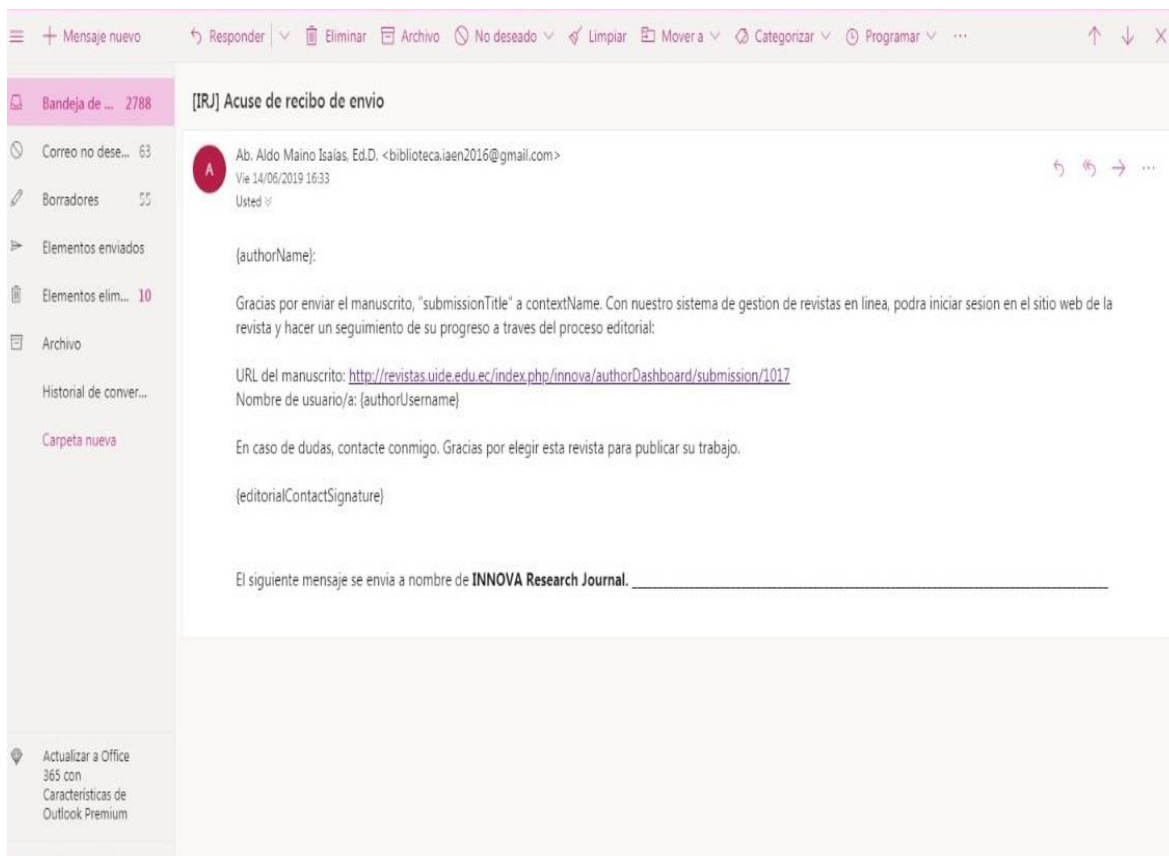 Mensaje nuevo
Responder Eliminar Archivo No deseado Limpiar Mover a Categorizar Programar ...
Bandeja de ... 2788
Correo no dese... 63
Borradores 55
Elementos enviados
Elementos elim... 10
Archivo
Historial de conver...
Carpeta nueva
Actualizar a Office
365 con
Características de
Outlook Premium
[IRJ] Acuse de recibo de envio
A
Ab. Aldo Maino Isaías, Ed.D. <biblioteca.iaen2016@gmail.com>
Vie 14/06/2019 16:33
Usted
{authorName}:
Gracias por enviar el manuscrito, "submissionTitle" a contextName. Con nuestro sistema de gestion de revistas en linea, podra iniciar sesion en el sitio web de la
revista y hacer un seguimiento de su progreso a traves del proceso editorial:
URL del manuscrito: http://revistas.uide.edu.ec/index.php/innova/authorDashboard/submission/1017
Nombre de usuario/a: {authorUsername}
En caso de dudas, contacte conmigo. Gracias por elegir esta revista para publicar su trabajo.
{editorialContactSignature}
El siguiente mensaje se envia a nombre de INNOVA Research Journal.